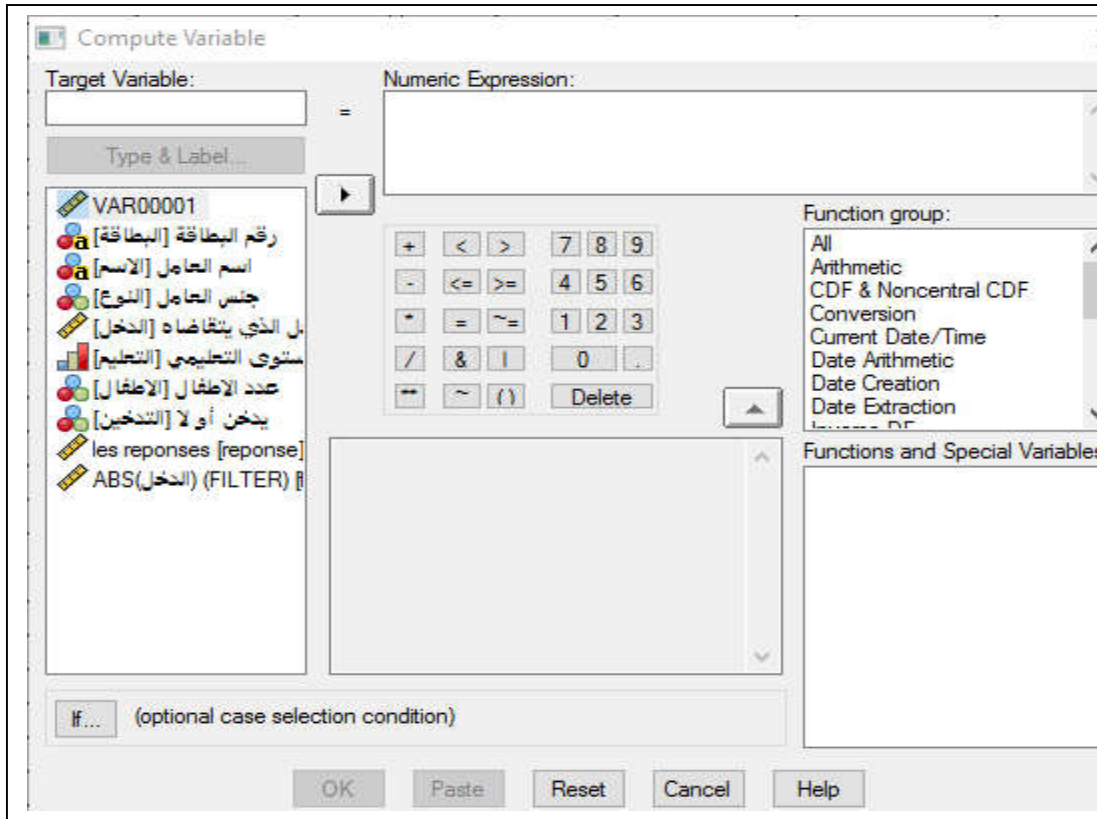 Compute Variable
Target Variable:
Numeric Expression:
=
Type & Label...
VAR00001
رقم البطاقة [البطاقة]
اسم العامل [الاسم]
جنس العامل [النوع]
الذي يتقاضاه [الدخل]
ستوى التعليمي [التعليم]
عدد الاطفال [الاطفال]
يدخن أو لا [التدخين]
les reponses [reponse]
ABS(الدخل) (FILTER)
+ < > 7 8 9
- <= >= 4 5 6
* = ~= 1 2 3
/ & | 0 .
** ~ () Delete
Function group:
All
Arithmetic
CDF & Noncentral CDF
Conversion
Current Date/Time
Date Arithmetic
Date Creation
Date Extraction
Functions and Special Variables
If... (optional case selection condition)
OK Paste Reset Cancel Help